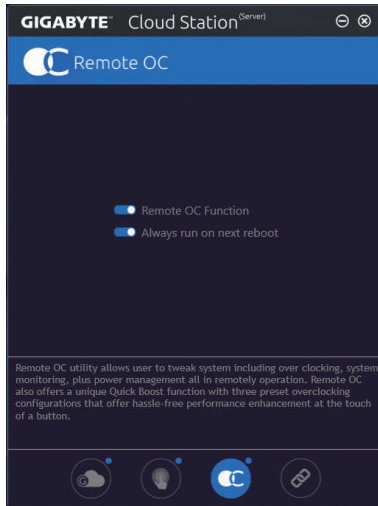 GIGABYTE™ Cloud Station(Server)
Remote OC
Remote OC Function
Always run on next reboot
Remote OC utility allows user to tweak system including over clocking, system
monitoring, plus power management all in remotely operation. Remote OC
also offers a unique Quick Boost function with three preset overclocking
configurations that offer hassle-free performance enhancement at the touch
of a button.